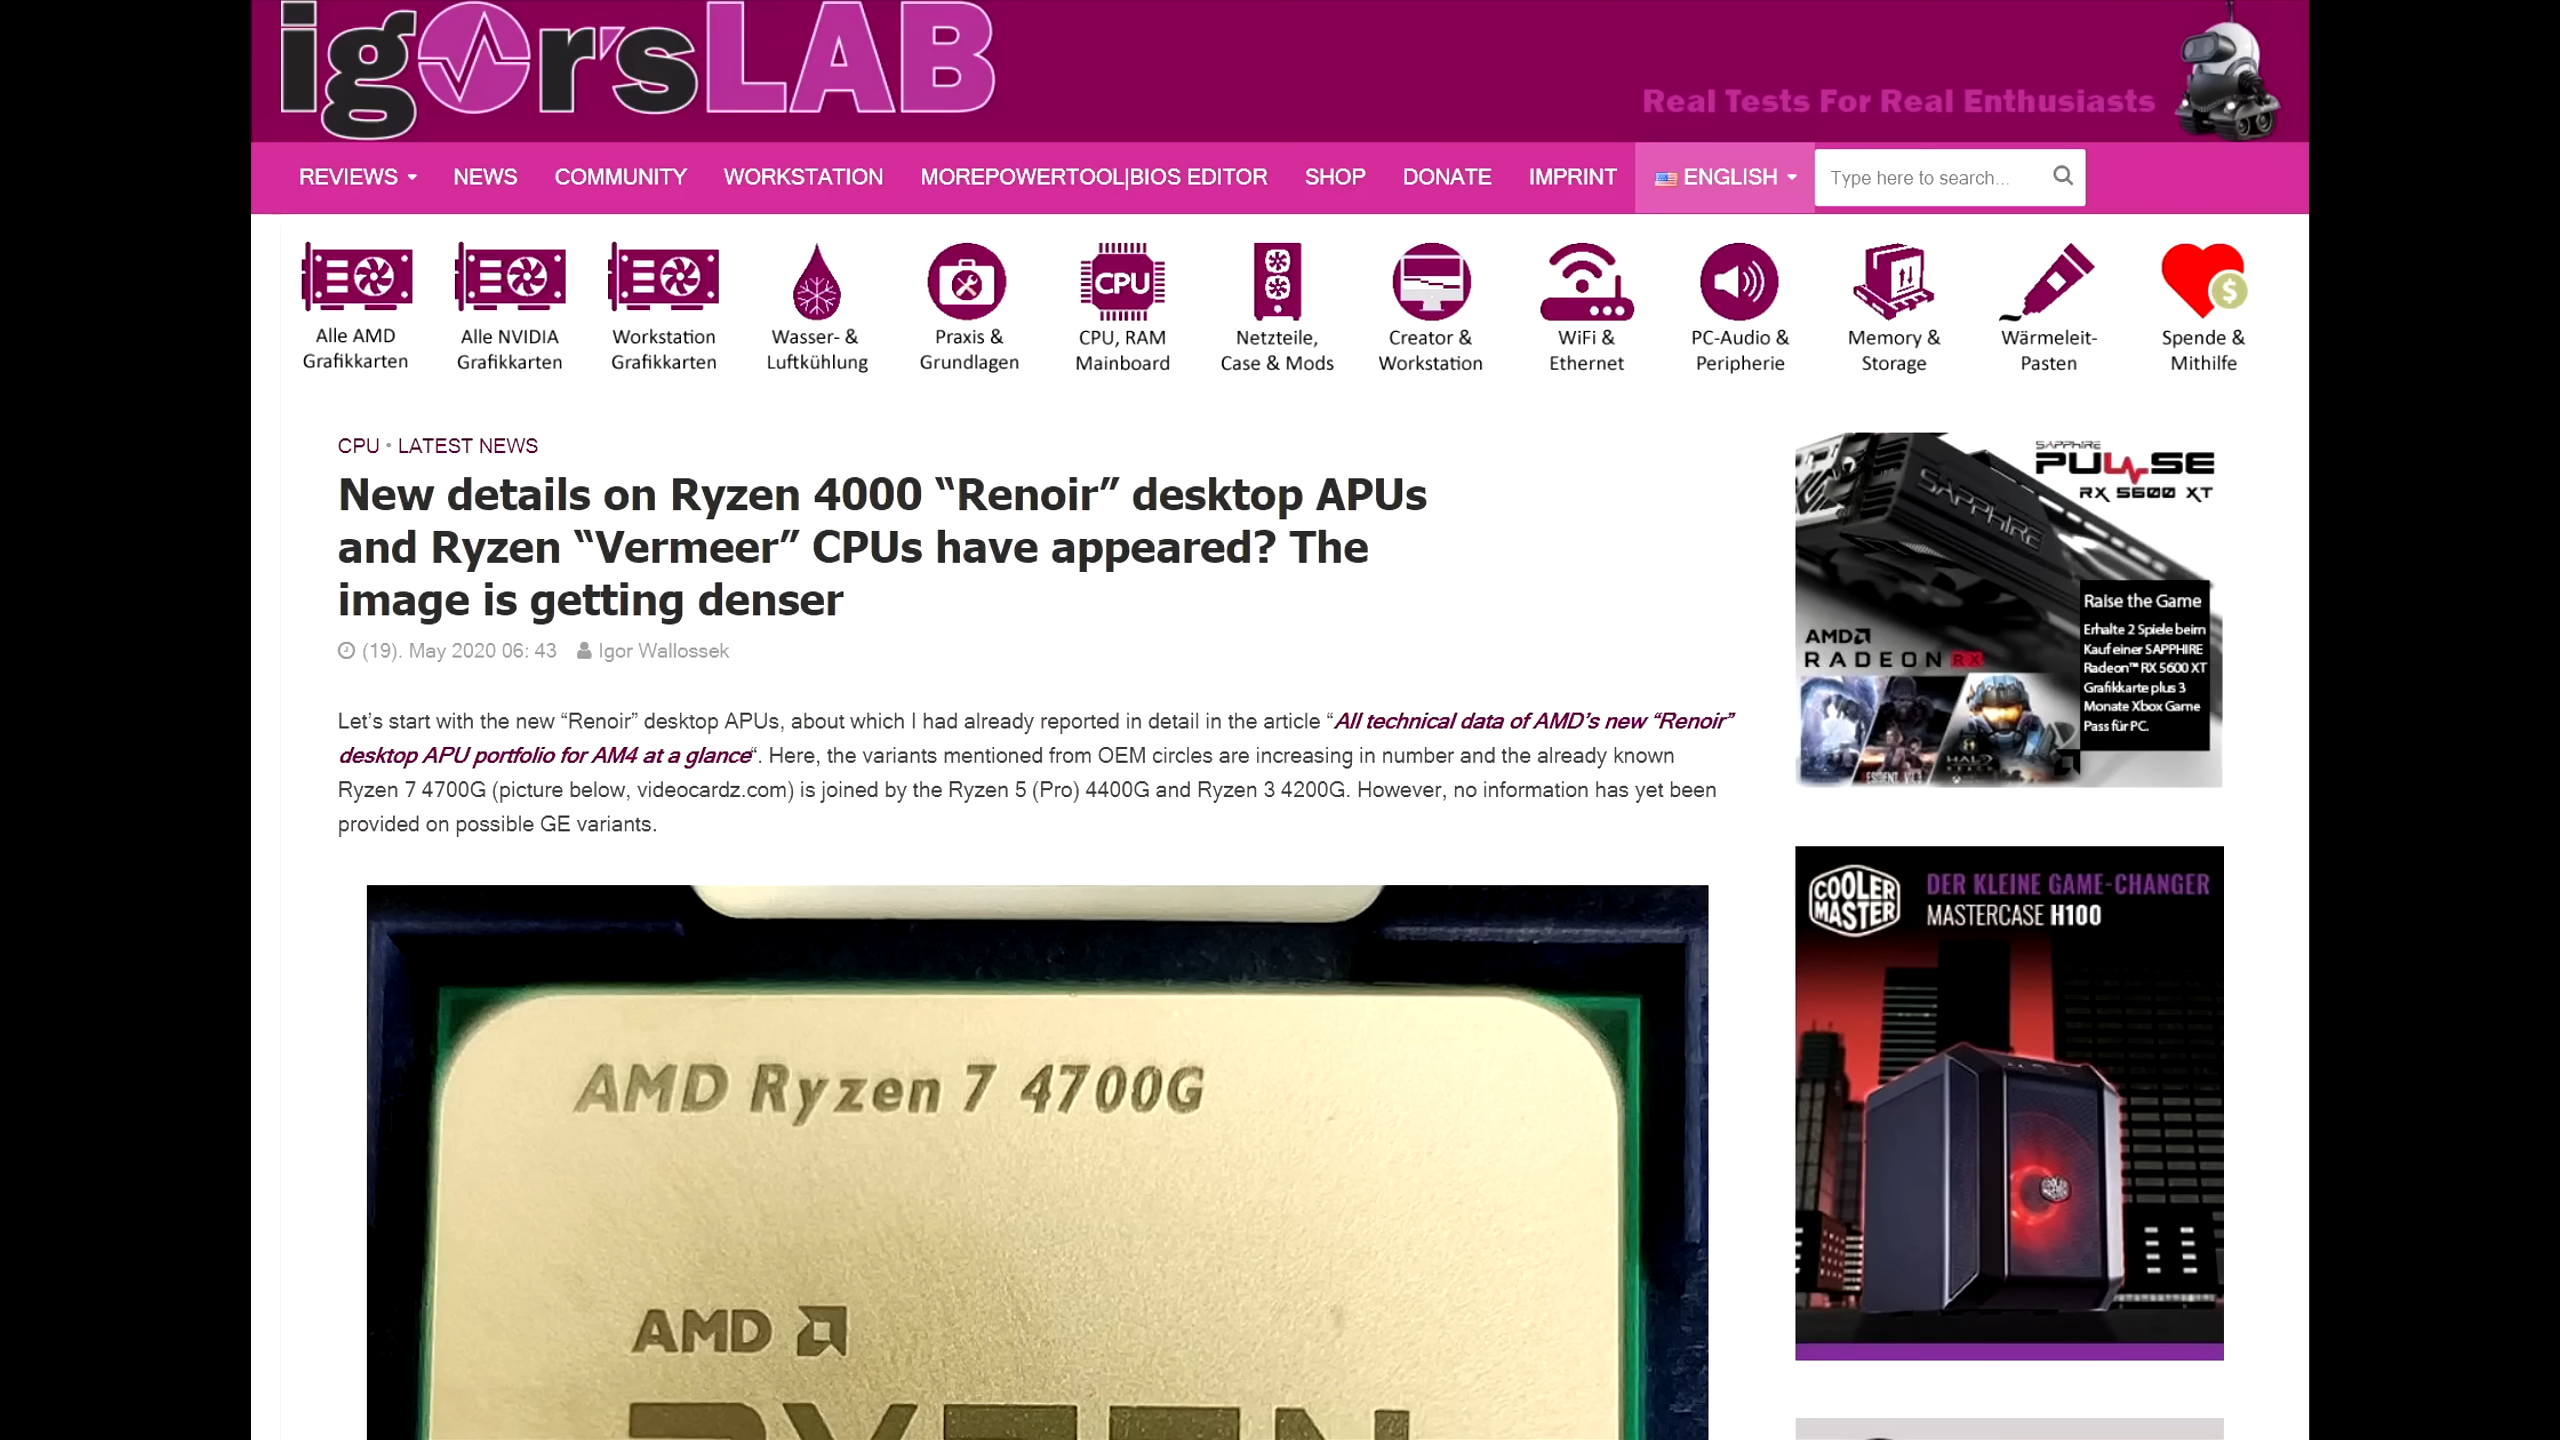 igor'sLAB
Real Tests For Real Enthusiasts
REVIEWS NEWS COMMUNITY WORKSTATION MOREPOWERTOOL|BIOS EDITOR SHOP DONATE IMPRINT ENGLISH Type here to search...
CPU
$
Alle AMD
Grafikkarten
Alle NVIDIA
Grafikkarten
Workstation
Grafikkarten
Wasser- &
Luftkühlung
Praxis &
Grundlagen
CPU, RAM
Mainboard
Netzteile,
Case & Mods
Creator &
Workstation
WiFi &
Ethernet
PC-Audio &
Peripherie
Memory &
Storage
Wärmeleit-
Pasten
Spende &
Mithilfe
CPU • LATEST NEWS
New details on Ryzen 4000 “Renoir” desktop APUs
and Ryzen “Vermeer” CPUs have appeared? The
image is getting denser
(19). May 2020 06: 43 Igor Wallossek
Let’s start with the new “Renoir” desktop APUs, about which I had already reported in detail in the article “All technical data of AMD’s new “Renoir”
desktop APU portfolio for AM4 at a glance“. Here, the variants mentioned from OEM circles are increasing in number and the already known
Ryzen 7 4700G (picture below, videocardz.com) is joined by the Ryzen 5 (Pro) 4400G and Ryzen 3 4200G. However, no information has yet been
provided on possible GE variants.
AMD Ryzen 7 4700G
AMD
RYZEN
SAPPHIRE
PULSE
RX 5600 XT
SAPPHIRE
Raise the Game
Erhalte 2 Spiele beim
Kauf einer SAPPHIRE
Radeon™ RX 5600 XT
Grafikkarte plus 3
Monate Xbox Game
Pass für PC.
AMD
RADEON RX
HALO
COOLER
MASTER
DER KLEINE GAME-CHANGER
MASTERCASE H100